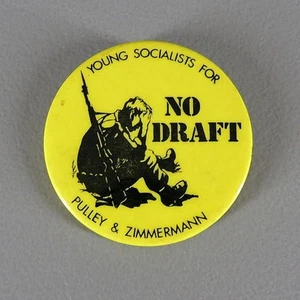 YOUNG SOCIALISTS FOR
NO
DRAFT
PULLEY & ZIMMERMANN